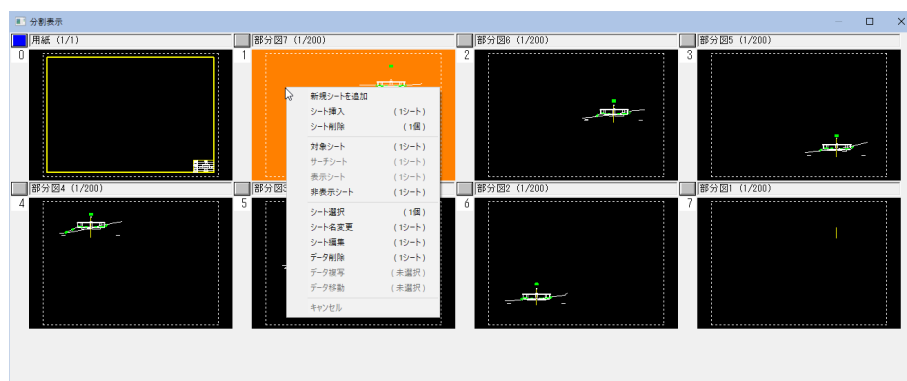 分割表示
用紙 (1/1)
部分図7 (1/200)
部分図6 (1/200)
部分図5 (1/200)
0
1
2
3
新規シートを追加
シート挿入 (1シート)
シート削除 (1個)
対象シート (1シート)
サーチシート (1シート)
表示シート (1シート)
非表示シート (1シート)
シート選択 (1個)
シート名変更 (1シート)
シート編集 (1シート)
データ削除 (1シート)
データ複写 (未選択)
データ移動 (未選択)
キャンセル
部分図4 (1/200)
部分図3
部分図2 (1/200)
部分図1 (1/200)
4
5
6
7